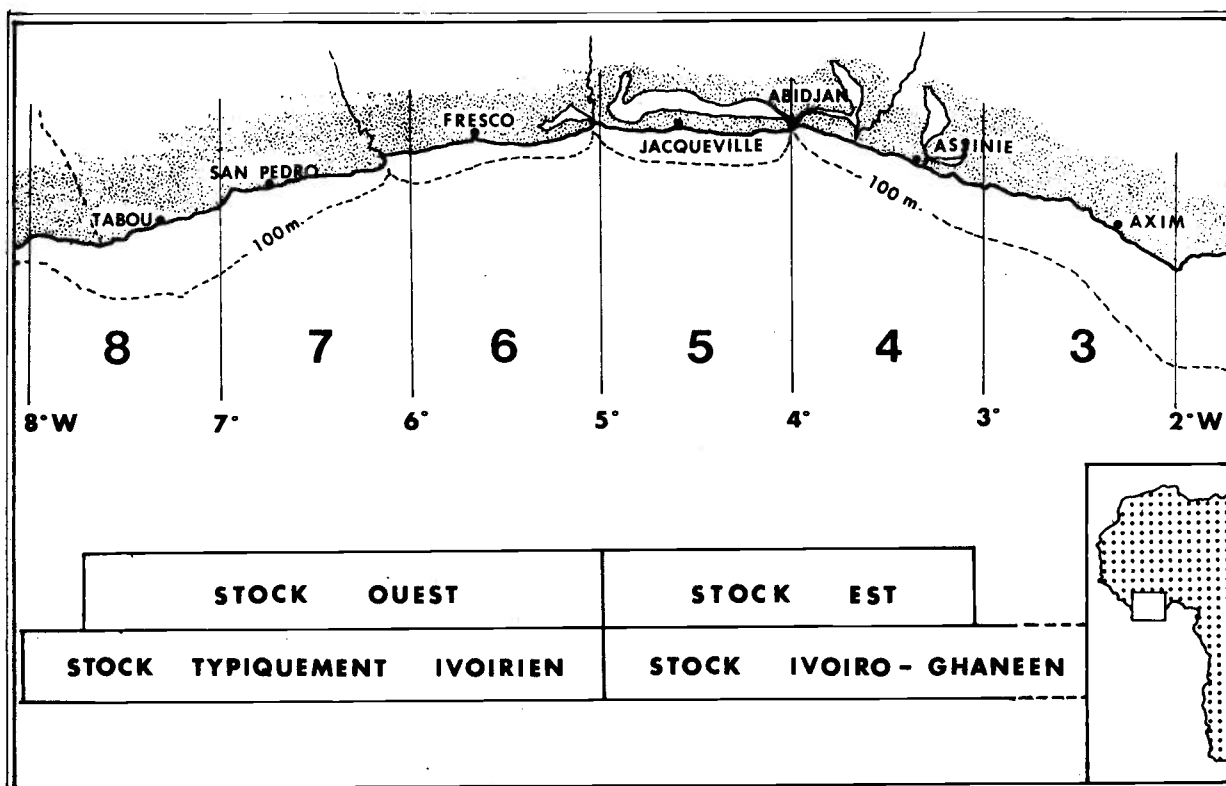 ABIDJAN
FRESCO
JACQUEVILLE
ASSINIE
SAN PEDRO
TABOU
100m.
100 m.
AXIM
8 7 6 5 4 3
8°W 7° 6° 5° 4° 3° 2°W
STOCK OUEST STOCK EST
STOCK TYPIQUEMENT IVOIRIEN STOCK IVOIRO - GHANEEN